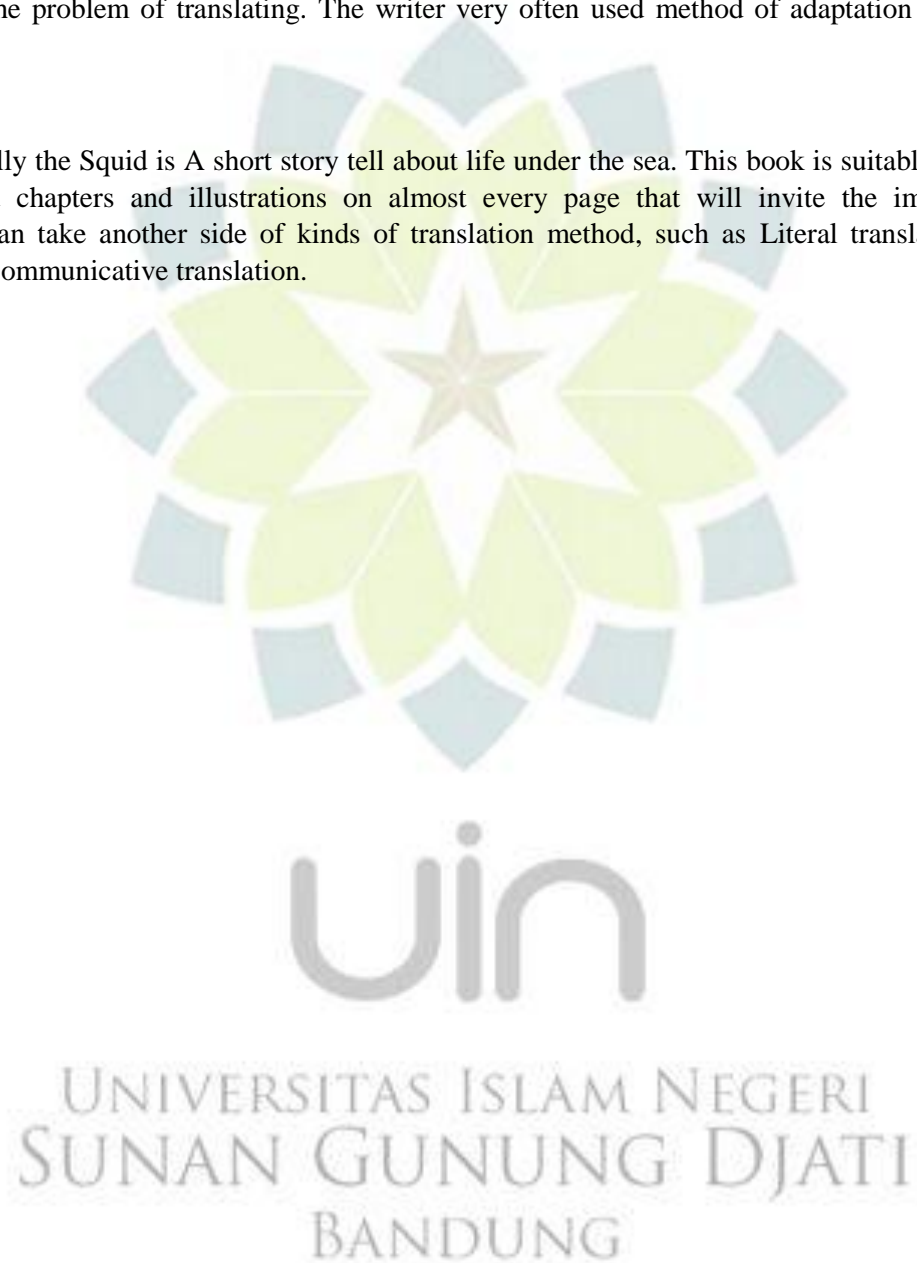 he problem of translating. The writer very often used method of adaptation
lly the Squid is A short story tell about life under the sea. This book is suitabl
chapters and illustrations on almost every page that will invite the im
an take another side of kinds of translation method, such as Literal transl
ommunicative translation.
uin
UNIVERSITAS ISLAM NEGERI
SUNAN GUNUNG DJATI
BANDUNG